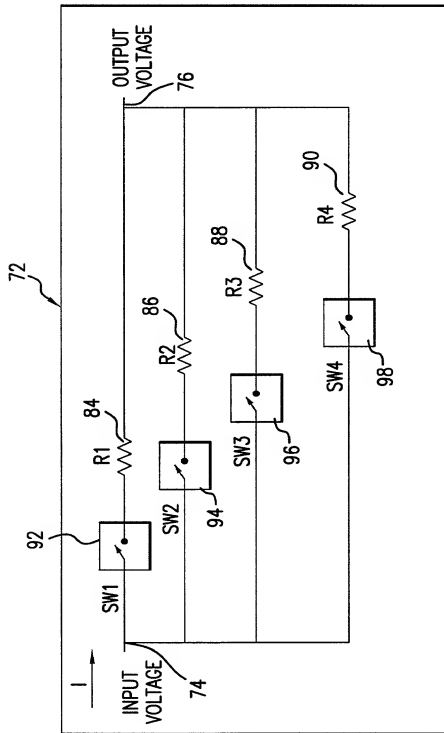 72
I
INPUT
VOLTAGE
74
OUTPUT
VOLTAGE
76
92
SW1
R1
84
SW2
94
R2
86
SW3
96
R3
88
SW4
98
R4
90